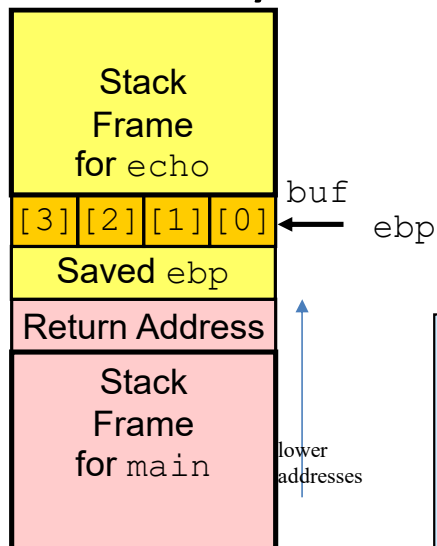 Stack
Frame
for echo
buf
[3] [2] [1] [0]
ebp
Saved ebp
Return Address
Stack
Frame
for main
lower
addresses